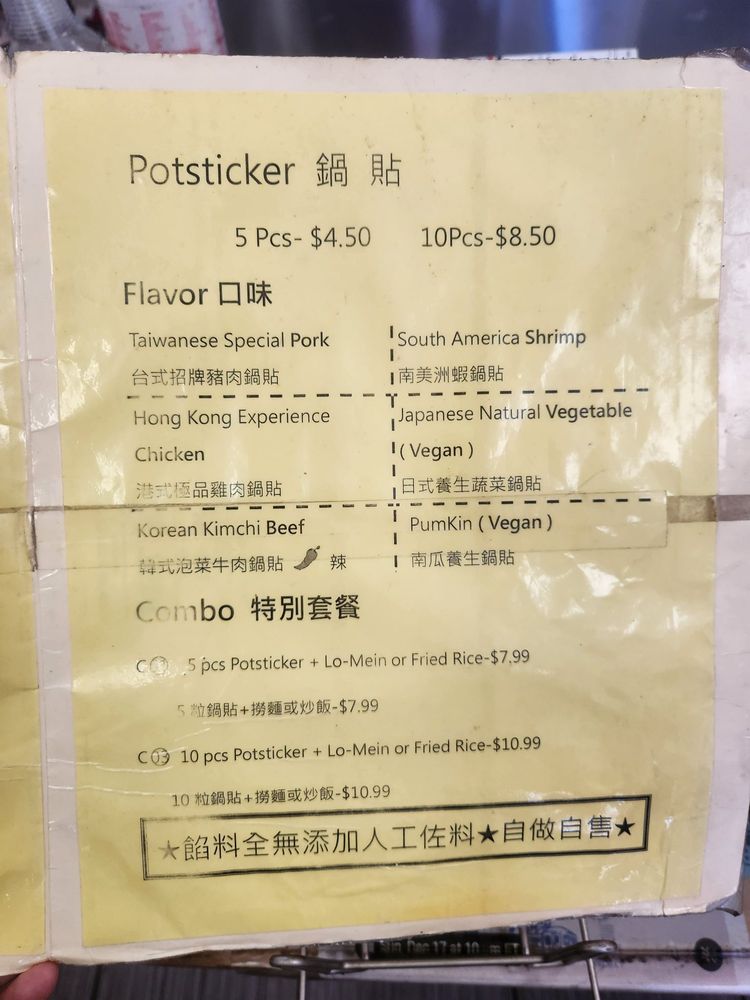 Potsticker 鍋 貼
5 Pcs- $4.50 10Pcs-$8.50
Flavor 口味
Taiwanese Special Pork
台式招牌豬肉鍋貼
South America Shrimp
南美洲蝦鍋貼
Hong Kong Experience
Chicken
港式極品雞肉鍋貼
Japanese Natural Vegetable
( Vegan )
日式養生蔬菜鍋貼
Korean Kimchi Beef
韓式泡菜牛肉鍋貼 辣
PumKin ( Vegan )
南瓜養生鍋貼
Combo 特別套餐
5 pcs Potsticker + Lo-Mein or Fried Rice-$7.99
5 粒鍋貼+撈麵或炒飯-$7.99
C03 10 pcs Potsticker + Lo-Mein or Fried Rice-$10.99
10 粒鍋貼+撈麵或炒飯-$10.99
★餡料全無添加人工佐料★自做自售★
Sun, Dec 17 at 10